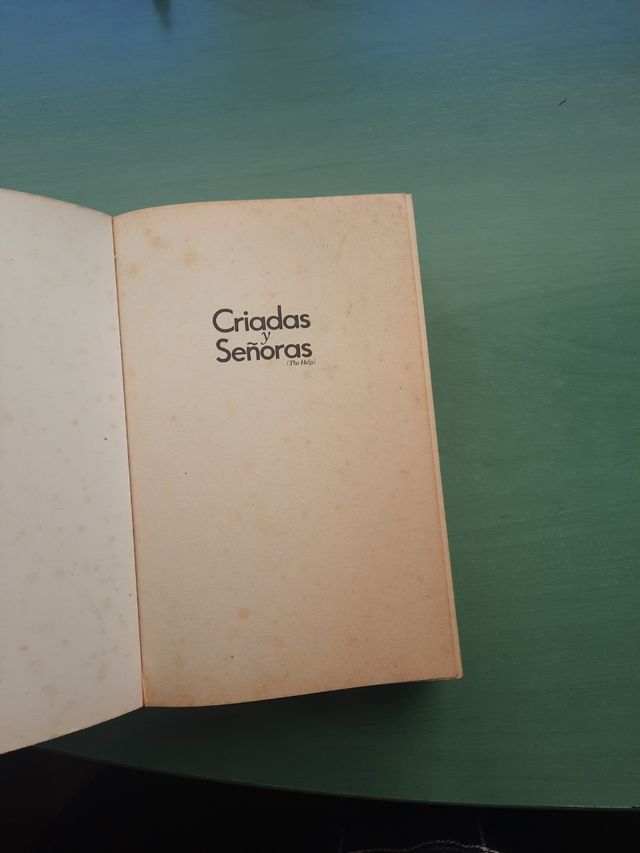 Criadas
y
Señoras
(The Help)